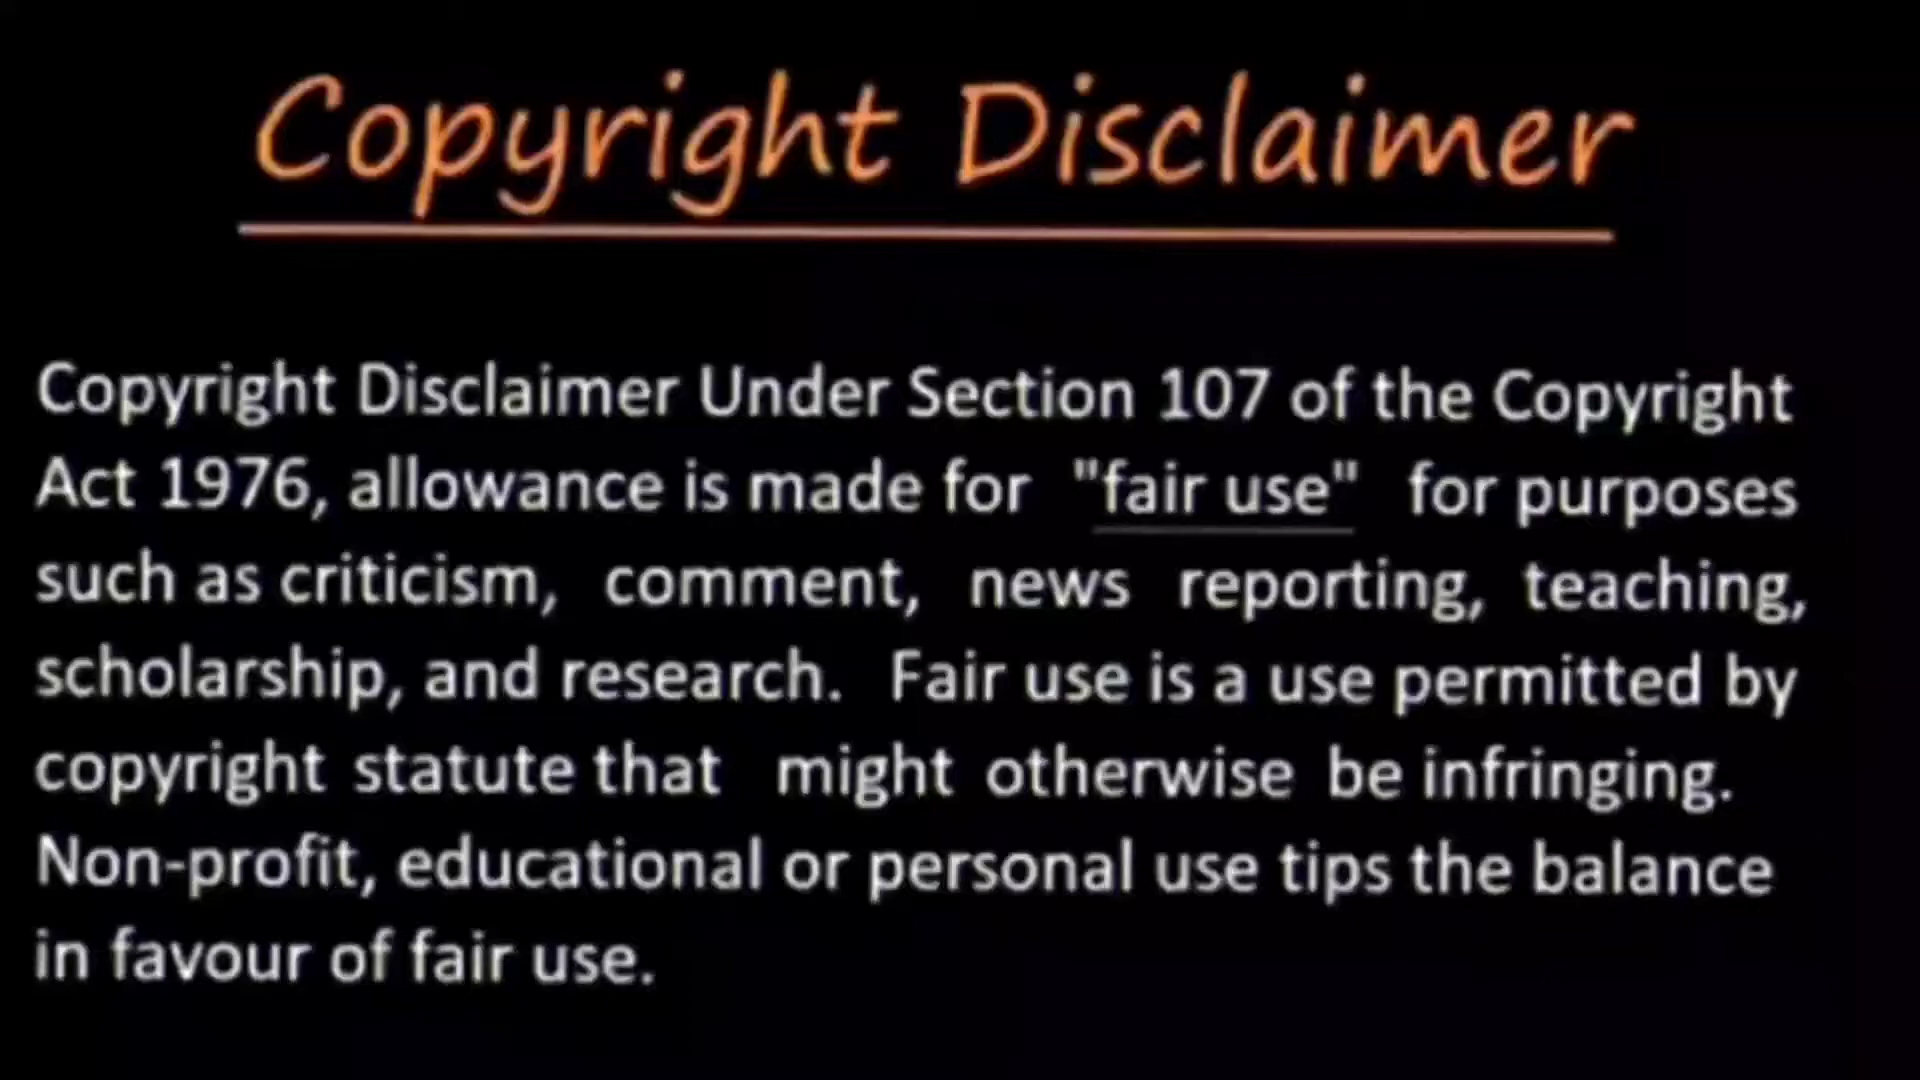 Copyright Disclaimer
Copyright Disclaimer Under Section 107 of the Copyright
Act 1976, allowance is made for "fair use" for purposes
such as criticism, comment, news reporting, teaching,
scholarship, and research. Fair use is a use permitted by
copyright statute that might otherwise be infringing.
Non-profit, educational or personal use tips the balance
in favour of fair use.